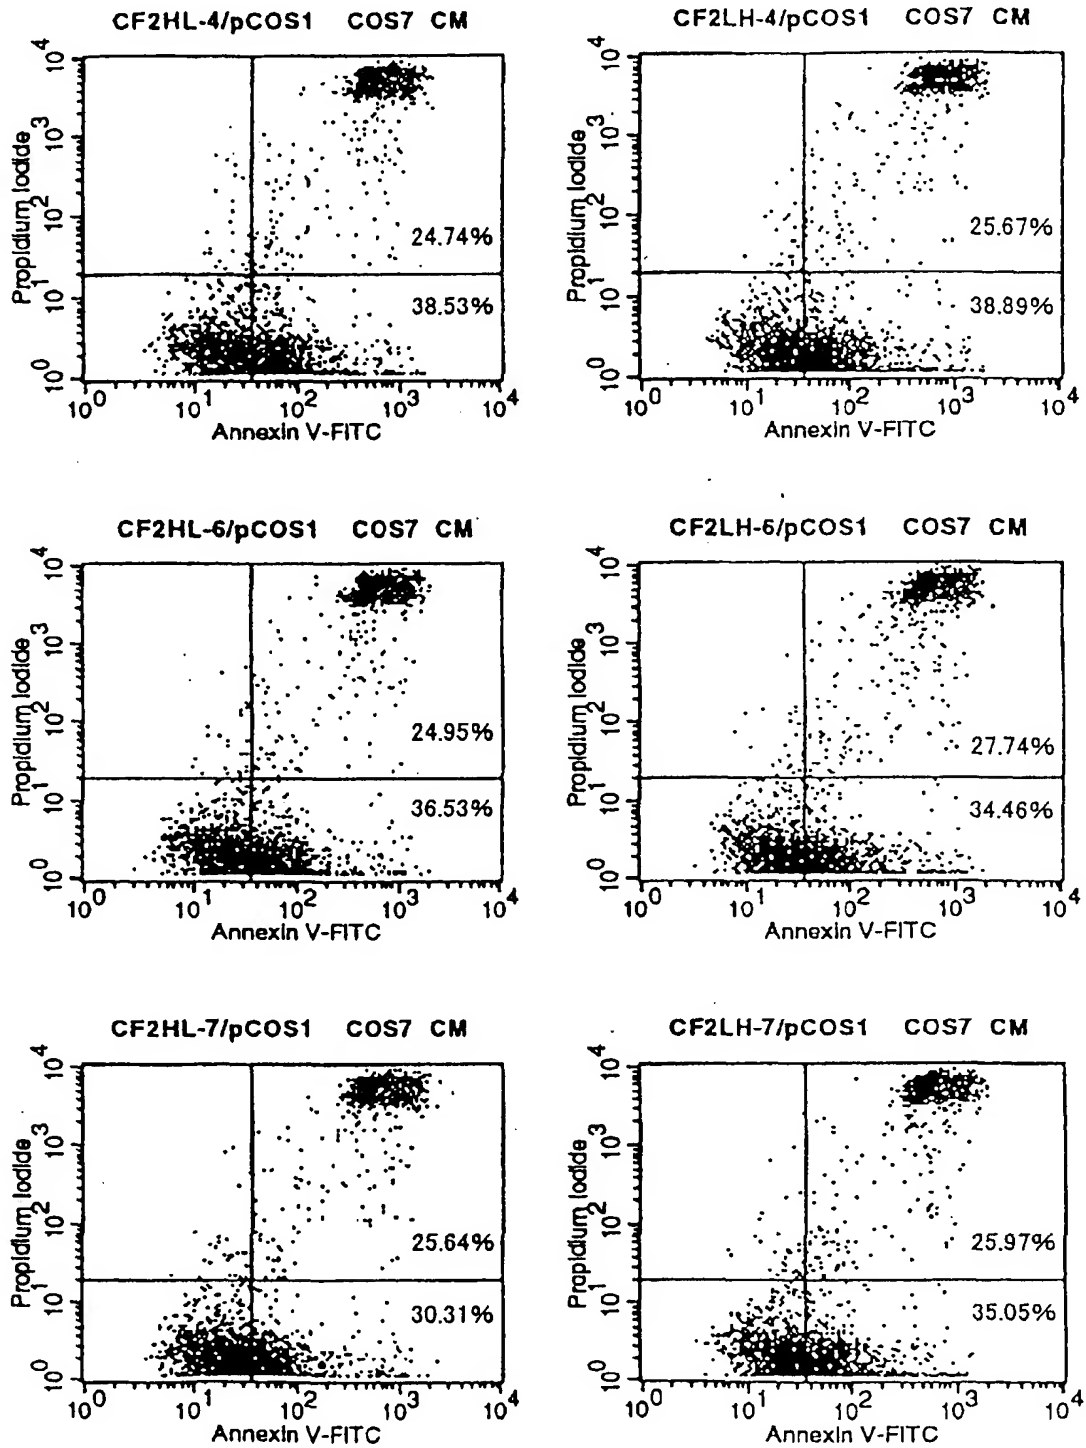 CF2HL-4/pCOS1 COS7 CM
10^4
10^3
10^2
10^1
10^0
Propidium Iodide
24.74%
38.53%
10^0 10^1 10^2 10^3 10^4
Annexin V-FITC
CF2LH-4/pCOS1 COS7 CM
10^4
10^3
10^2
10^1
10^0
Propidium Iodide
25.67%
38.89%
10^0 10^1 10^2 10^3 10^4
Annexin V-FITC
CF2HL-6/pCOS1 COS7 CM
10^4
10^3
10^2
10^1
10^0
Propidium Iodide
24.95%
36.53%
10^0 10^1 10^2 10^3 10^4
Annexin V-FITC
CF2LH-6/pCOS1 COS7 CM
10^4
10^3
10^2
10^1
10^0
Propidium Iodide
27.74%
34.46%
10^0 10^1 10^2 10^3 10^4
Annexin V-FITC
CF2HL-7/pCOS1 COS7 CM
10^4
10^3
10^2
10^1
10^0
Propidium Iodide
25.64%
30.31%
10^0 10^1 10^2 10^3 10^4
Annexin V-FITC
CF2LH-7/pCOS1 COS7 CM
10^4
10^3
10^2
10^1
10^0
Propidium Iodide
25.97%
35.05%
10^0 10^1 10^2 10^3 10^4
Annexin V-FITC